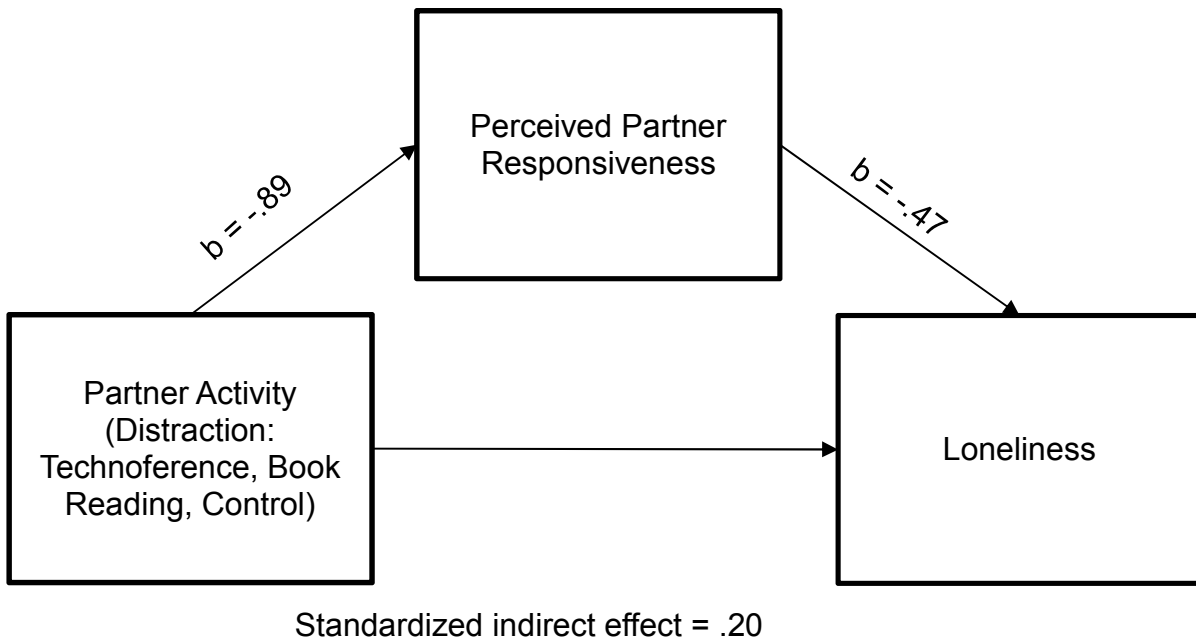 Perceived Partner
Responsiveness
b = -.89
b = -.47
Partner Activity
(Distraction:
Technoference, Book
Reading, Control)
Loneliness
Standardized indirect effect = .20